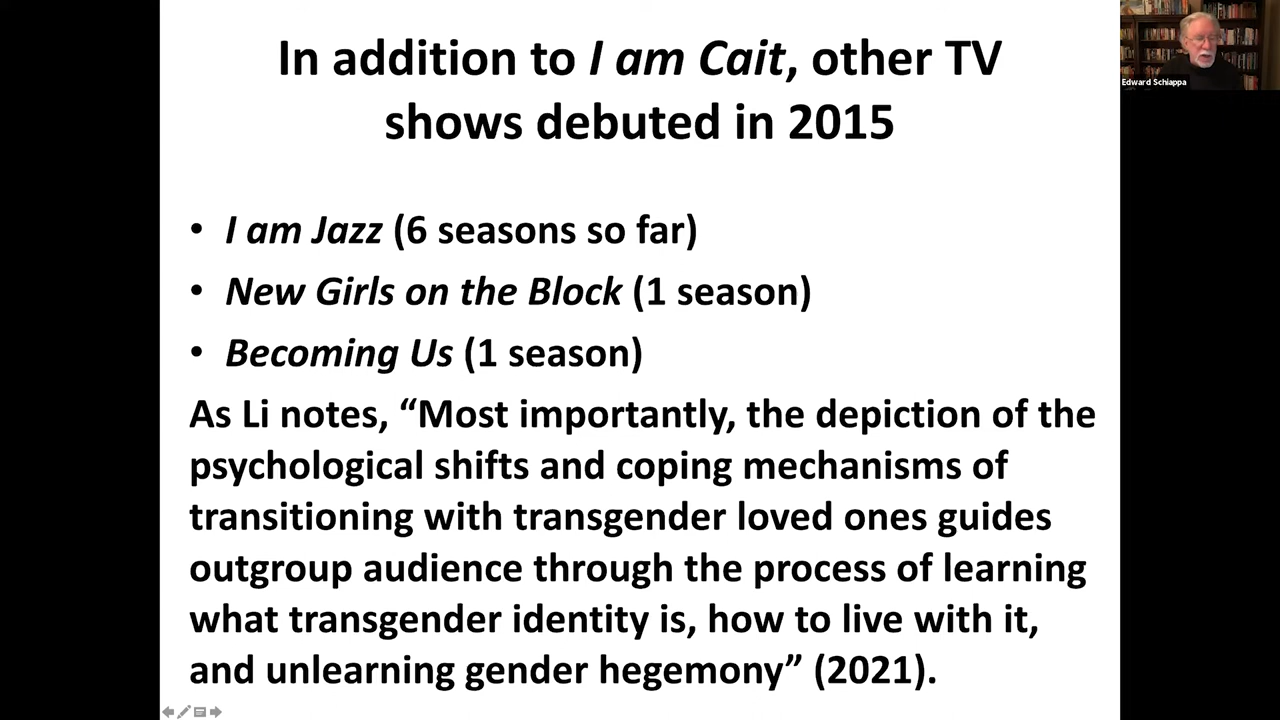 In addition to I am Cait, other TV
shows debuted in 2015
Edward Schiappa
• I am Jazz (6 seasons so far)
• New Girls on the Block (1 season)
• Becoming Us (1 season)
As Li notes, “Most importantly, the depiction of the
psychological shifts and coping mechanisms of
transitioning with transgender loved ones guides
outgroup audience through the process of learning
what transgender identity is, how to live with it,
and unlearning gender hegemony” (2021).